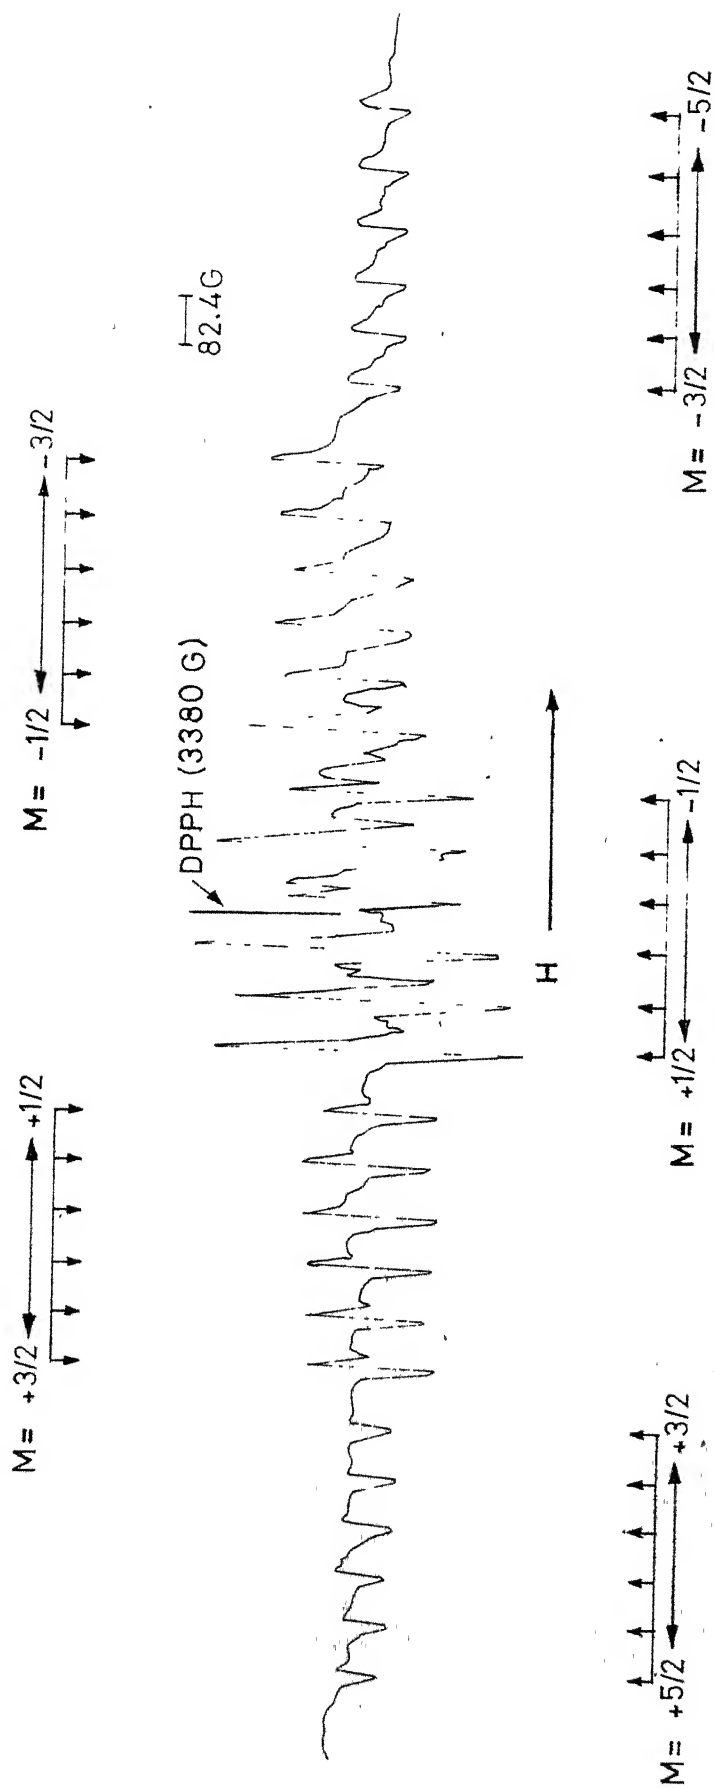 M = +3/2 +1/2
M = -1/2 -3/2
DPPH (3380 G)
82.4G
H
M = +5/2 +3/2
M = +1/2 -1/2
M = -3/2 -5/2